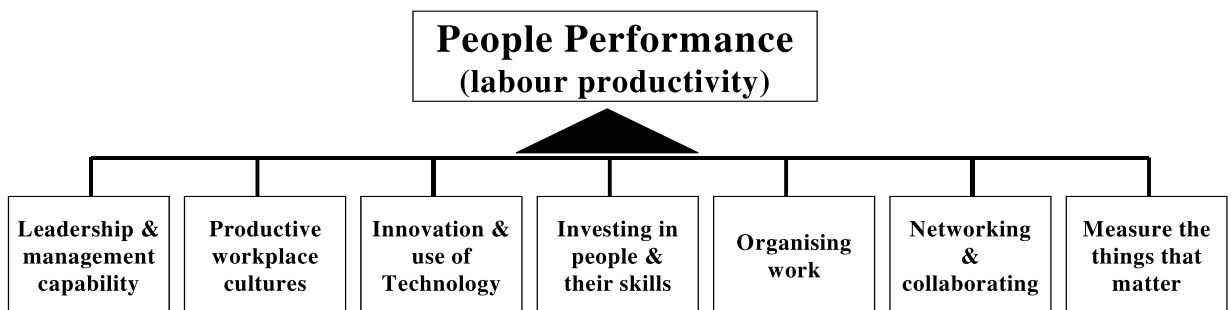 People Performance
(labour productivity)
Leadership &
management
capability
Productive
workplace
cultures
Innovation &
use of
Technology
Investing in
people &
their skills
Organising
work
Networking
&
collaborating
Measure the
things that
matter